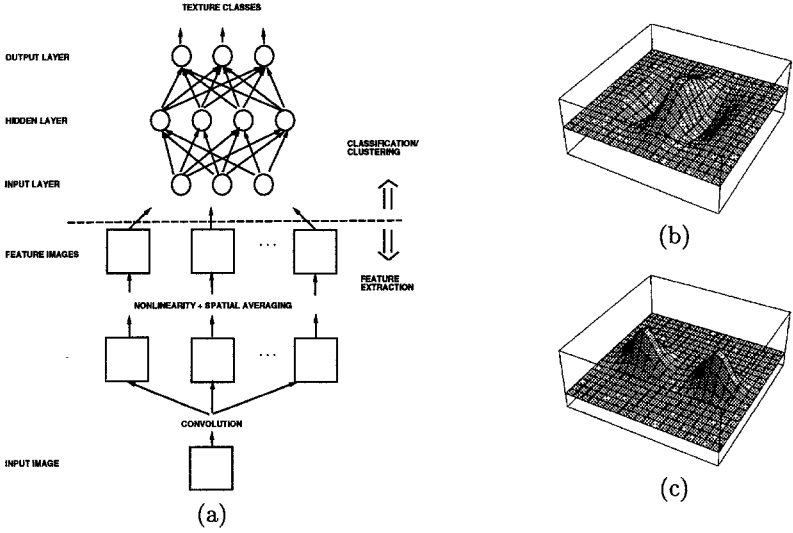 TEXTURE CLASSES
OUTPUT LAYER
HIDDEN LAYER
CLASSIFICATION/
CLUSTERING
INPUT LAYER
FEATURE IMAGES
...
FEATURE
EXTRACTION
NONLINEARITY + SPATIAL AVERAGING
...
CONVOLUTION
INPUT IMAGE
(a)
(b)
(c)